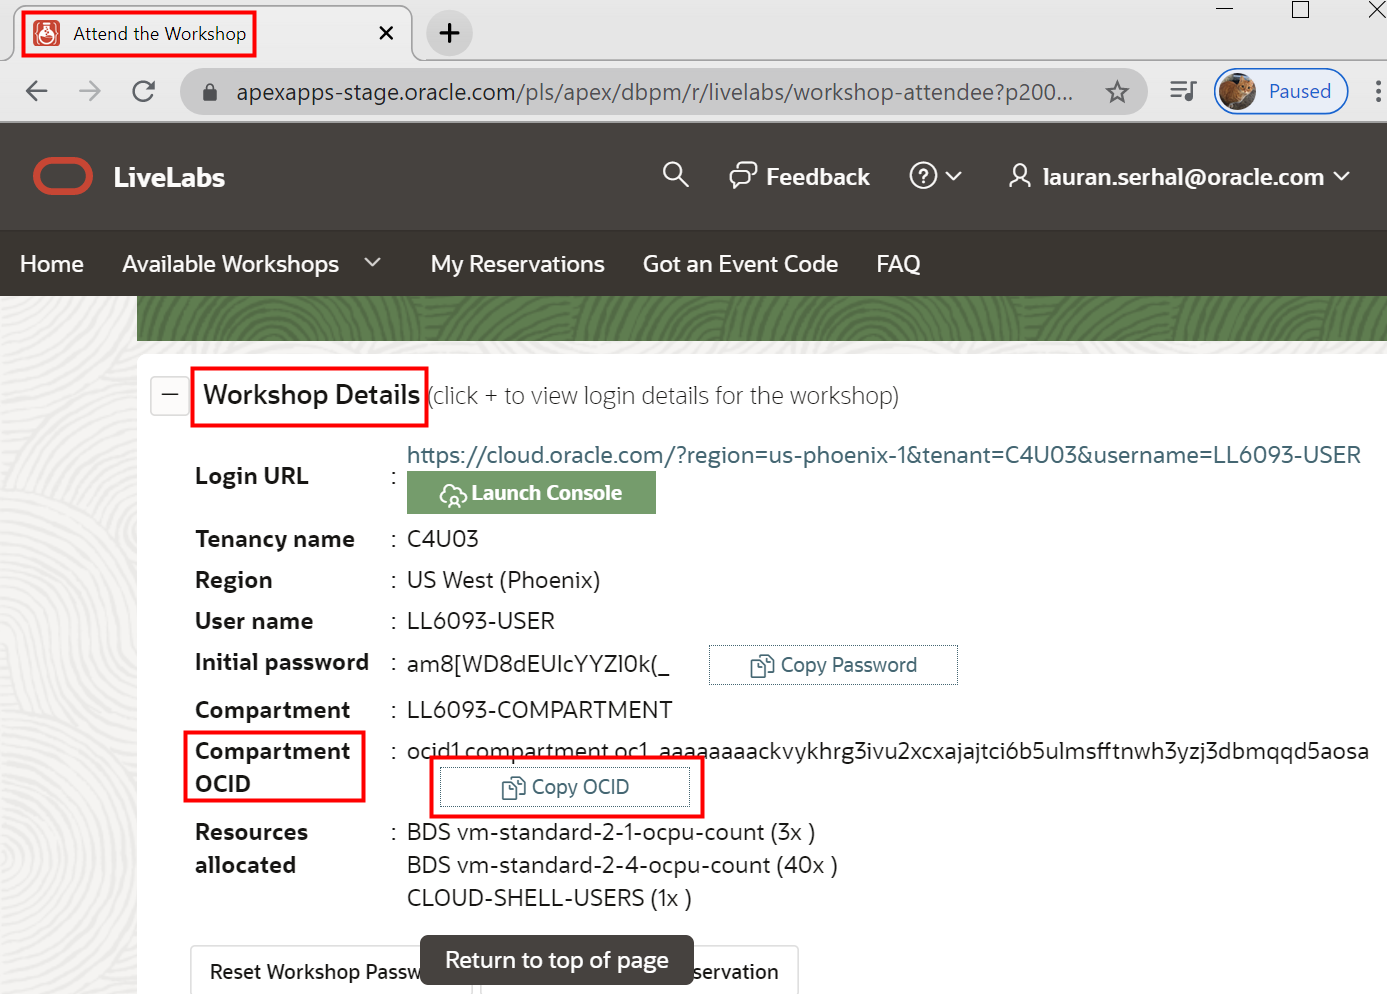 Attend the Workshop
apexapps-stage.oracle.com/pls/apex/dbpm/r/livelabs/workshop-attendee?p200...
Paused
LiveLabs
Feedback
lauran.serhal@oracle.com
Home Available Workshops My Reservations Got an Event Code FAQ
Workshop Details (click + to view login details for the workshop)
https://cloud.oracle.com/?region=us-phoenix-1&tenant=C4U03&username=LL6093-USER
Login URL :
Launch Console
Tenancy name : C4U03
Region : US West (Phoenix)
User name : LL6093-USER
Initial password : am8[WD8dEUIcYYZl0k(_ Copy Password
Compartment : LL6093-COMPARTMENT
Compartment : ocid1.compartment.oc1..aaaaaaaackvykhrg3ivu2xcxajajtci6b5ulmsfftnwh3yzj3dbmqqd5aosa
OCID
Copy OCID
Resources : BDS vm-standard-2-1-ocpu-count (3x )
allocated BDS vm-standard-2-4-ocpu-count (40x )
CLOUD-SHELL-USERS (1x )
Return to top of page
Reset Workshop